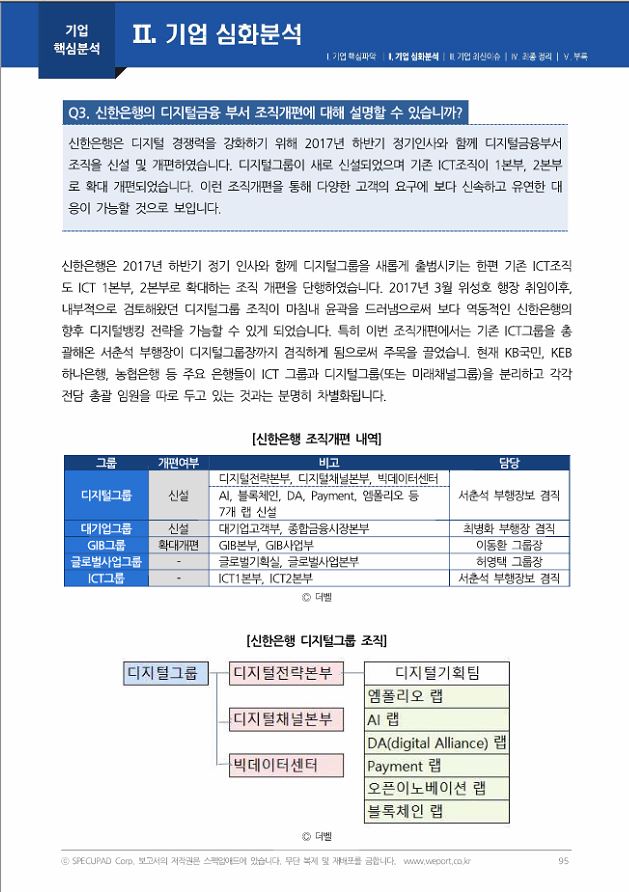 기업
핵심분석
Ⅱ. 기업 심화분석
Ⅰ. 기업 핵심파악 | Ⅱ. 기업 심화분석 | Ⅲ. 기업 최신이슈 | Ⅳ. 최종 정리 | Ⅴ. 부록
Q3. 신한은행의 디지털금융 부서 조직개편에 대해 설명할 수 있습니까?
신한은행은 디지털 경쟁력을 강화하기 위해 2017년 하반기 정기인사와 함께 디지털금융부서
조직을 신설 및 개편하였습니다. 디지털그룹이 새로 신설되었으며 기존 ICT조직이 1본부, 2본부
로 확대 개편되었습니다. 이런 조직개편을 통해 다양한 고객의 요구에 보다 신속하고 유연한 대
응이 가능할 것으로 보입니다.
신한은행은 2017년 하반기 정기 인사와 함께 디지털그룹을 새롭게 출범시키는 한편 기존 ICT조직
도 ICT 1본부, 2본부로 확대하는 조직 개편을 단행하였습니다. 2017년 3월 위성호 행장 취임이후,
내부적으로 검토해왔던 디지털그룹 조직이 마침내 윤곽을 드러냄으로써 보다 역동적인 신한은행의
향후 디지털뱅킹 전략을 가능할 수 있게 되었습니다. 특히 이번 조직개편에서는 기존 ICT그룹을 총
괄해온 서춘석 부행장이 디지털그룹장까지 겸직하게 됨으로써 주목을 끌었습니. 현재 KB국민, KEB
하나은행, 농협은행 등 주요 은행들이 ICT 그룹과 디지털그룹(또는 미래채널그룹)을 분리하고 각각
전담 총괄 임원을 따로 두고 있는 것과는 분명히 차별화됩니다.
[신한은행 조직개편 내역]
그룹 개편여부 비고 담당
디지털그룹 신설 디지털전략본부, 디지털채널본부, 빅데이터센터 서춘석 부행장보 겸직
AI, 블록체인, DA, Payment, 엠폴리오 등
7개 랩 신설
대기업그룹 신설 대기업고객부, 종합금융시장본부 최병화 부행장 겸직
GIB그룹 확대개편 GIB본부, GIB사업부 이동환 그룹장
글로벌사업그룹 - 글로벌기획실, 글로벌사업본부 허영택 그룹장
ICT그룹 - ICT1본부, ICT2본부 서춘석 부행장보 겸직
ⓒ 더벨
[신한은행 디지털그룹 조직]
디지털그룹 디지털전략본부 디지털기획팀
엠폴리오 랩
디지털채널본부 AI 랩
DA(digital Alliance) 랩
빅데이터센터 Payment 랩
오픈이노베이션 랩
블록체인 랩
ⓒ 더벨
ⓒ SPECUPAD Corp. 보고서의 저작권은 스펙업애드에 있습니다. 무단 복제 및 재배포를 금합니다. www.weport.co.kr 95